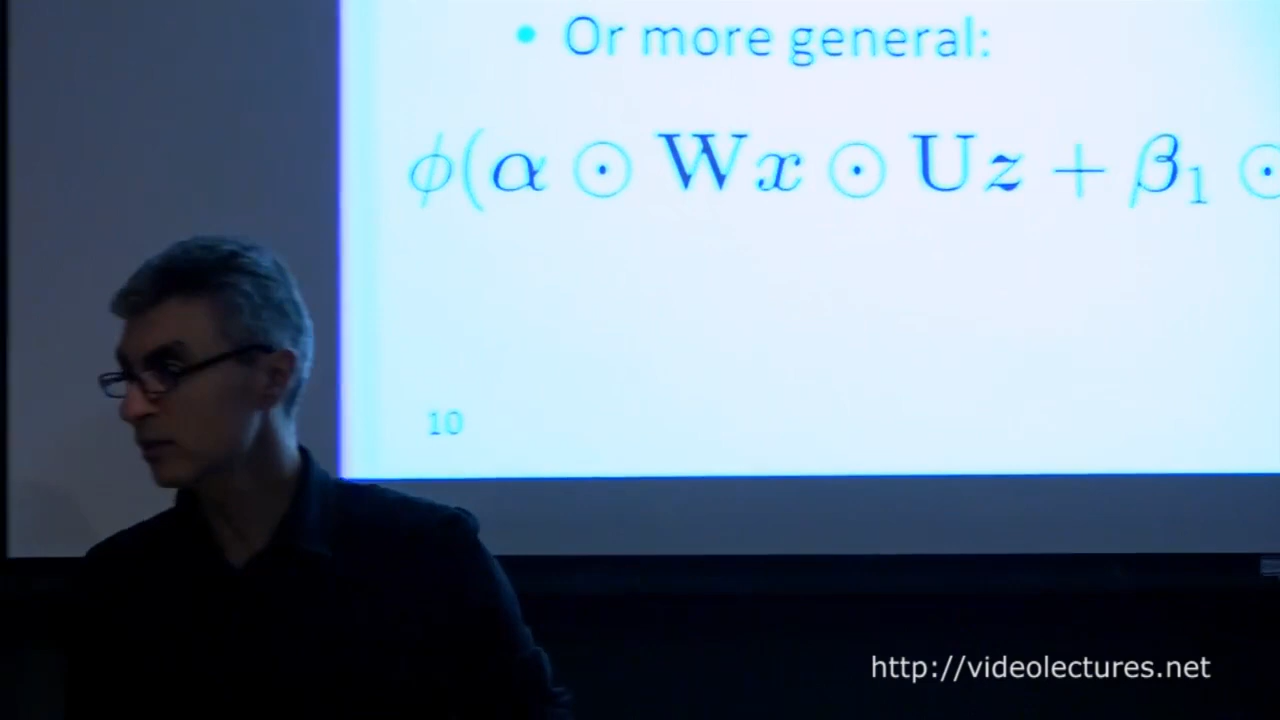 • Or more general:
ϕ(α ⊙ Wx ⊙ Uz + β₁ ⊙
10
http://videolectures.net